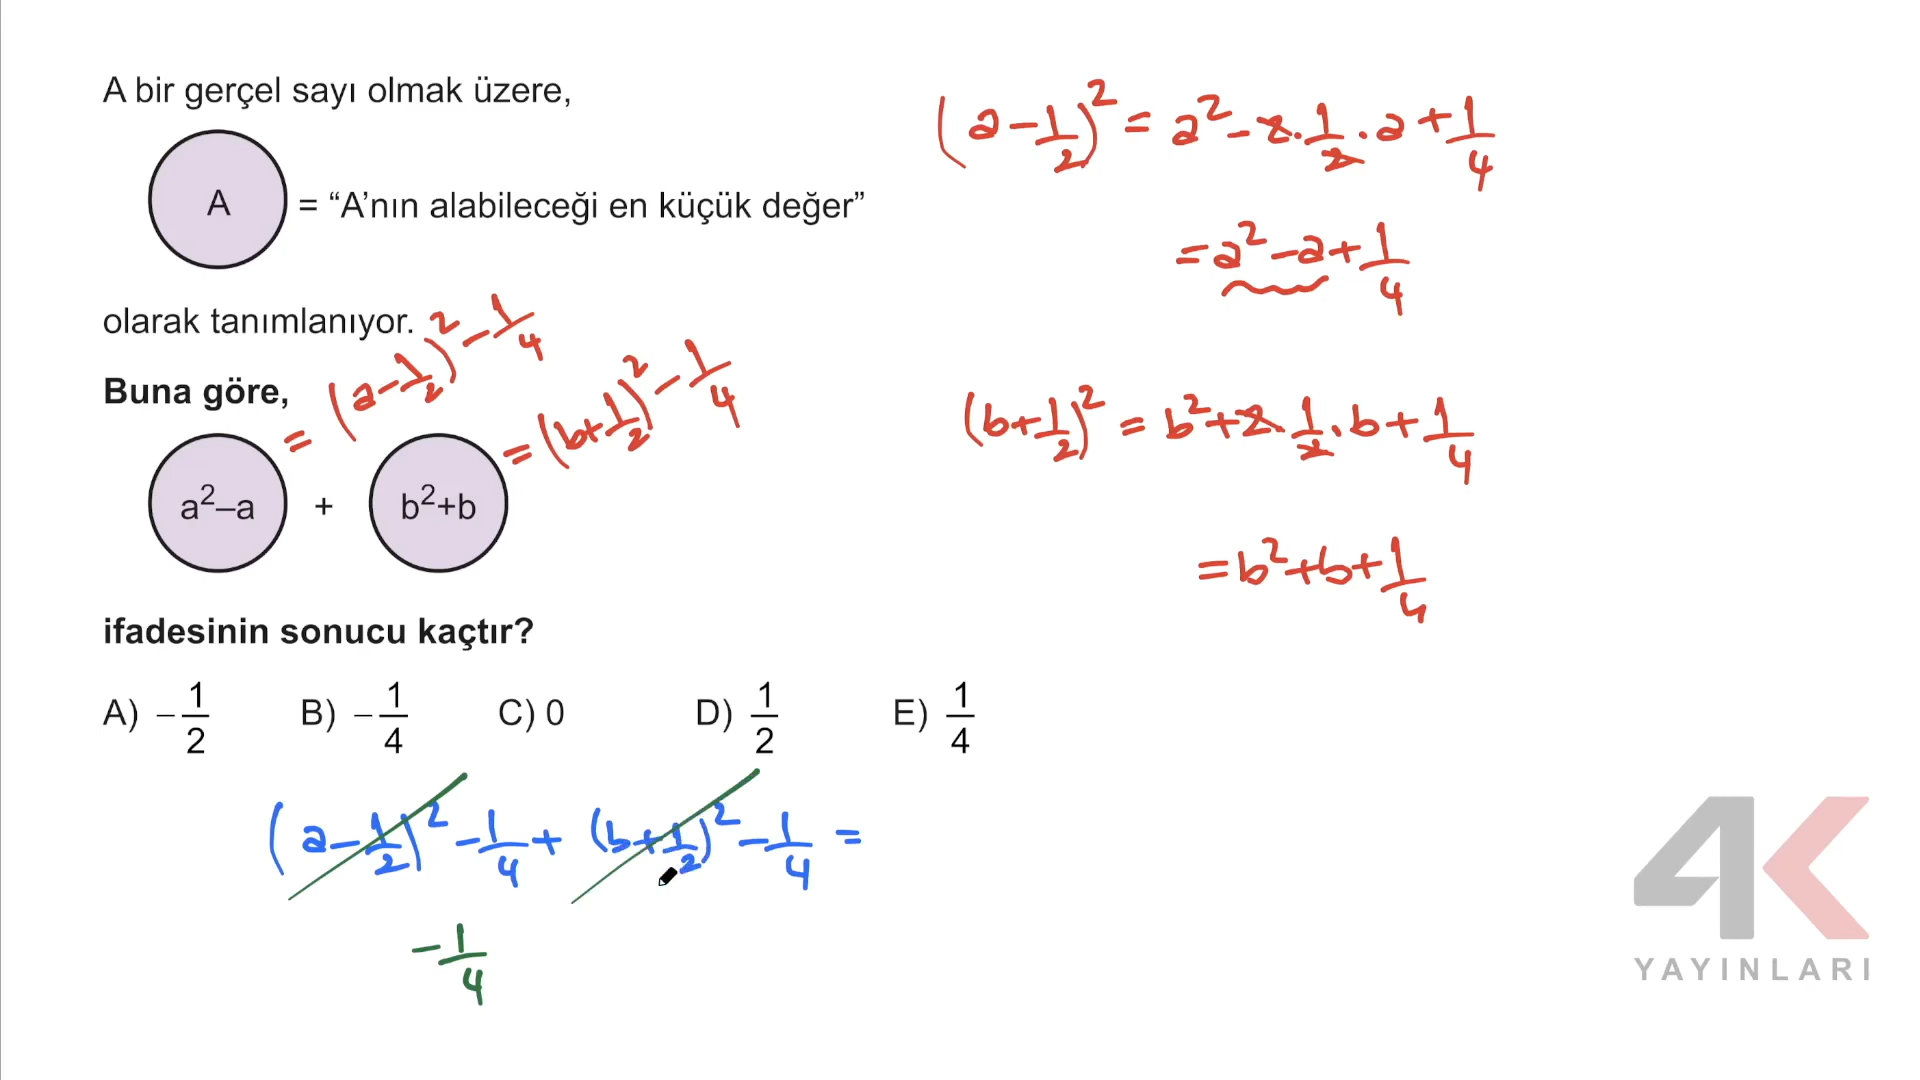 A bir gerçel sayı olmak üzere,
A = “A’nın alabileceği en küçük değer”
olarak tanımlanıyor.
Buna göre,
= (a-1/2)² - 1/4
= (b+1/2)² - 1/4
a²–a + b²+b
ifadesinin sonucu kaçtır?
A) -1/2 B) -1/4 C) 0 D) 1/2 E) 1/4
(a-1/2)² - 1/4 + (b+1/2)² - 1/4 =
-1/4
(a-1/2)² = a² - 2.1/2.a + 1/4
= a² - a + 1/4
(b+1/2)² = b² + 2.1/2.b + 1/4
= b² + b + 1/4
4K
YAYINLARI